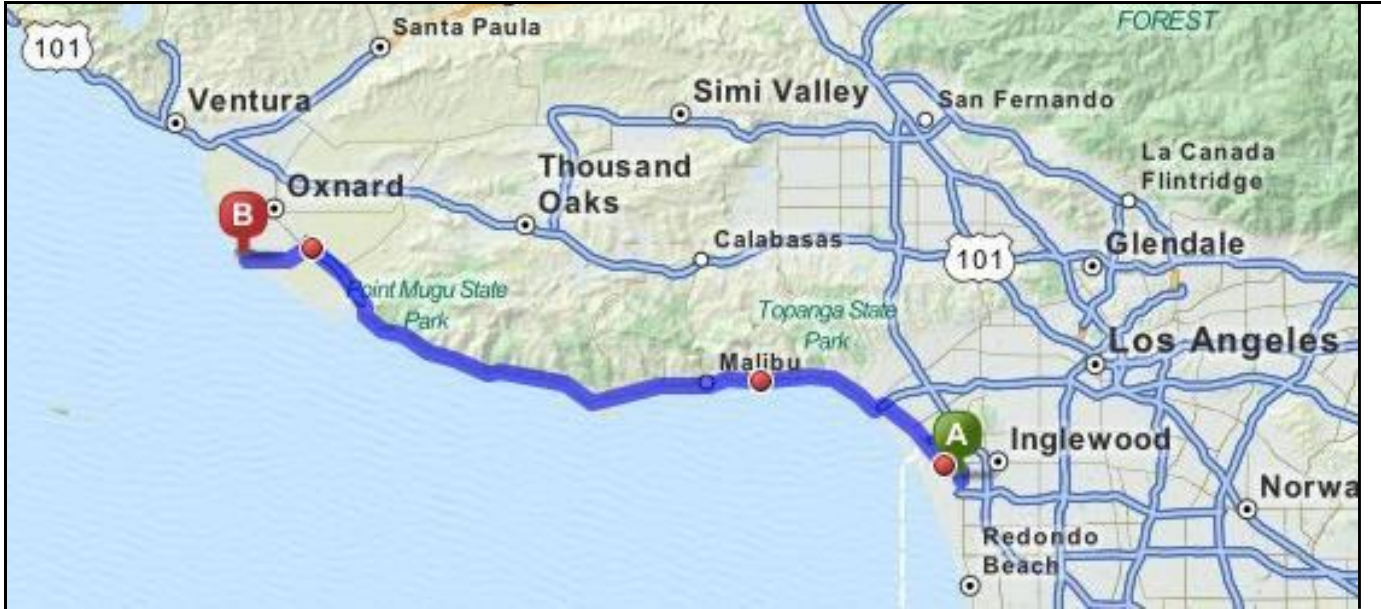 FOREST
101
Santa Paula
Ventura
Simi Valley
San Fernando
La Canada
Flintridge
Thousand
Oaks
Oxnard
B
Calabasas
101
Glendale
Point Mugu State
Park
Topanga State
Park
Los Angeles
Malibu
A
Inglewood
Norwa
Redondo
Beach